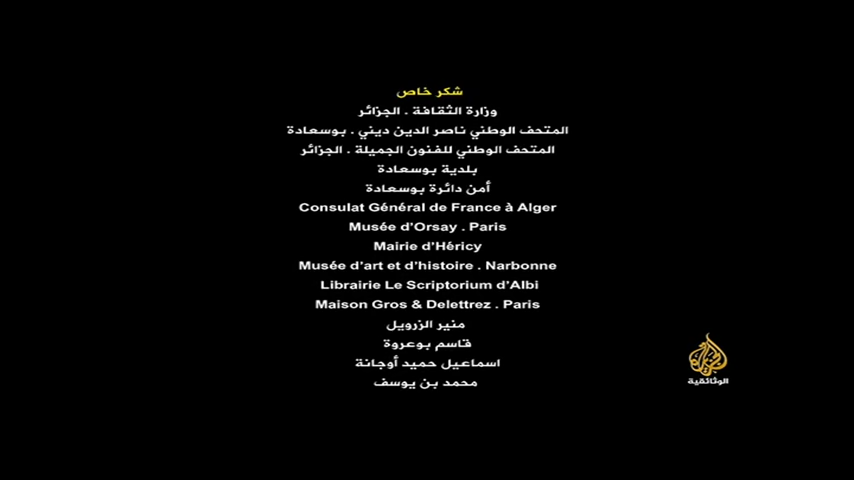 شكر خاص
وزارة الثقافة . الجزائر
المتحف الوطني ناصر الدين ديني . بوسعادة
المتحف الوطني للفنون الجميلة . الجزائر
بلدية بوسعادة
أمن دائرة بوسعادة
Consulat Général de France à Alger
Musée d'Orsay . Paris
Mairie d'Héricy
Musée d'art et d'histoire . Narbonne
Librairie Le Scriptorium d'Albi
Maison Gros & Delettrez . Paris
منير الزرويل
قاسم بوعروة
اسماعيل حميد أوجانة
محمد بن يوسف
الجزيرة
الوثائقية